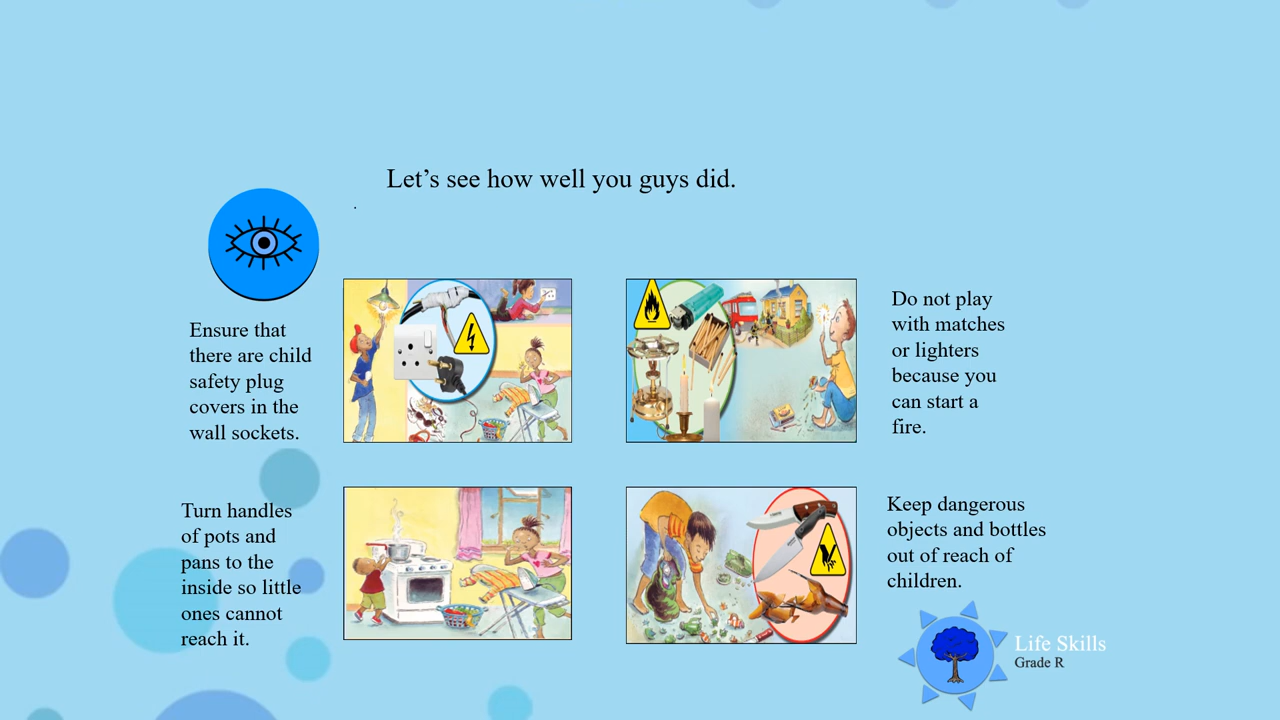 Let’s see how well you guys did.
.
Ensure that
there are child
safety plug
covers in the
wall sockets.
Do not play
with matches
or lighters
because you
can start a
fire.
Turn handles
of pots and
pans to the
inside so little
ones cannot
reach it.
Keep dangerous
objects and bottles
out of reach of
children.
Life Skills
Grade R